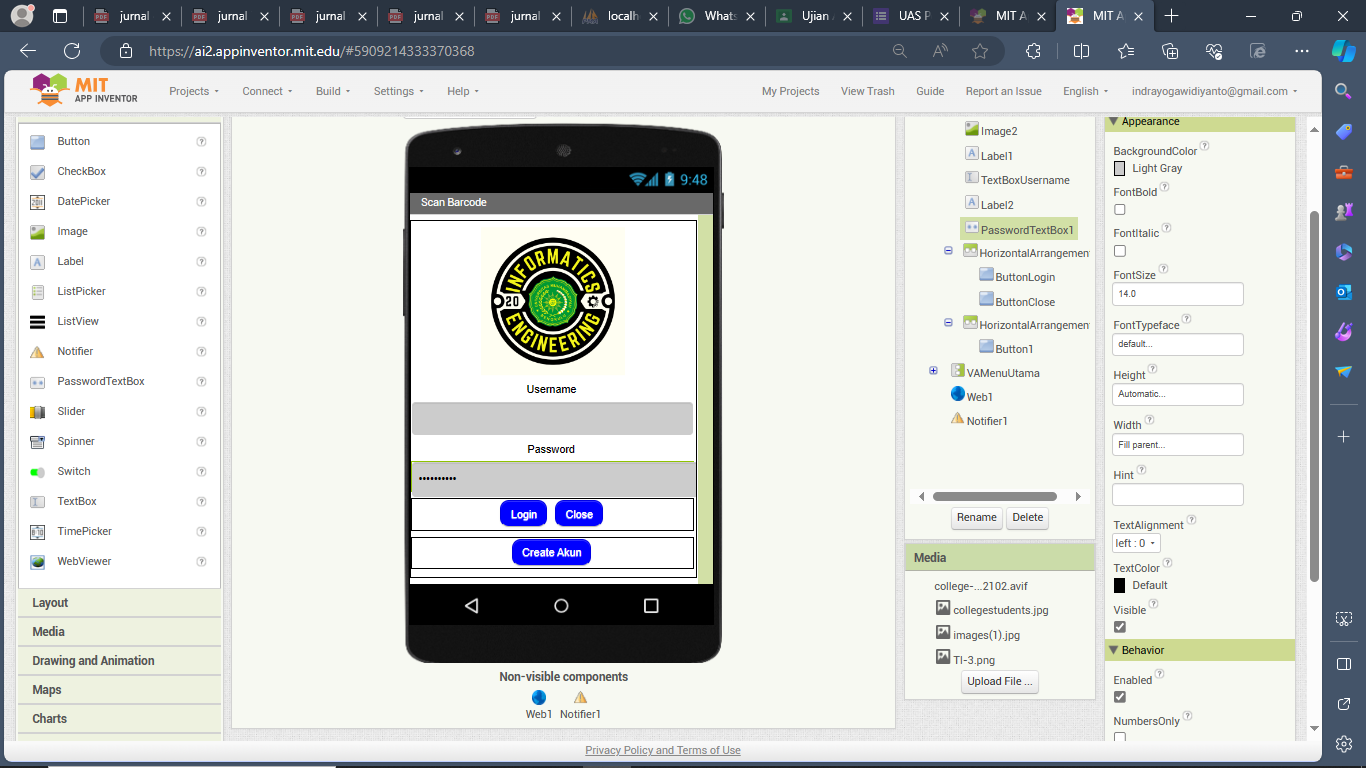 jurnal
jurnal
jurnal
jurnal
jurnal
localh
Whats
Ujian
UAS P
MIT A
MIT A
https://ai2.appinventor.mit.edu/#5909214333370368
MIT
APP INVENTOR
Projects
Connect
Build
Settings
Help
My Projects
View Trash
Guide
Report an Issue
English
indrayogawidiyanto@gmail.com
Button
CheckBox
DatePicker
Image
Label
ListPicker
ListView
Notifier
PasswordTextBox
Slider
Spinner
Switch
TextBox
TimePicker
WebViewer
Layout
Media
Drawing and Animation
Maps
Charts
9:48
Scan Barcode
INFORMATICS
20
ENGINEERING
Username
Password
••••••••••
Login
Close
Create Akun
Non-visible components
Web1
Notifier1
Image2
Label1
TextBoxUsername
Label2
PasswordTextBox1
HorizontalArrangemen
ButtonLogin
ButtonClose
HorizontalArrangemen
Button1
VAMenuUtama
Web1
Notifier1
Rename
Delete
Media
college-...2102.avif
collegestudents.jpg
images(1).jpg
TI-3.png
Upload File ...
Appearance
BackgroundColor
Light Gray
FontBold
FontItalic
FontSize
14.0
FontTypeface
default...
Height
Automatic...
Width
Fill parent...
Hint
TextAlignment
left : 0
TextColor
Default
Visible
Behavior
Enabled
NumbersOnly
Privacy Policy and Terms of Use